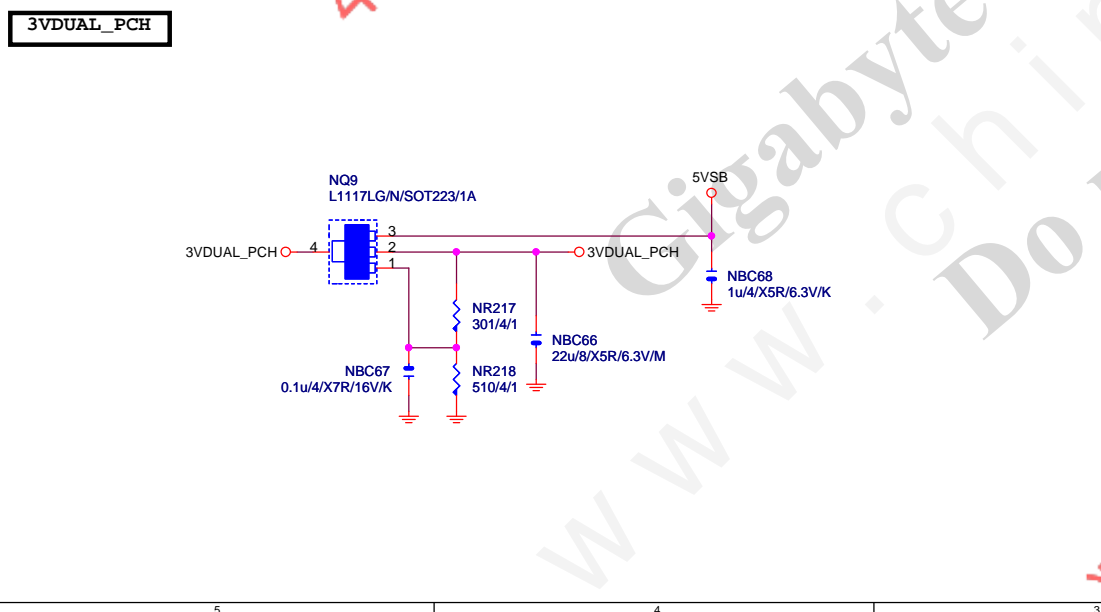 3VDUAL_PCH
Gigabyte
Do
www.chin
NQ9
L1117LG/N/SOT223/1A
5VSB
3VDUAL_PCH
4
3
2
1
3VDUAL_PCH
NBC68
1u/4/X5R/6.3V/K
NR217
301/4/1
NBC66
22u/8/X5R/6.3V/M
NBC67
0.1u/4/X7R/16V/K
NR218
510/4/1
5
4
3